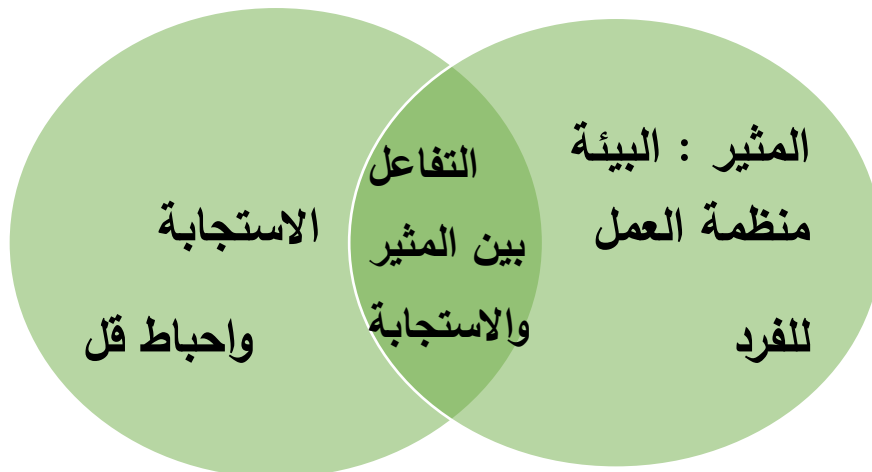 المثير : البيئة
منظمة العمل
للفرد
التفاعل
بين المثير
والاستجابة
الاستجابة
واحباط قل